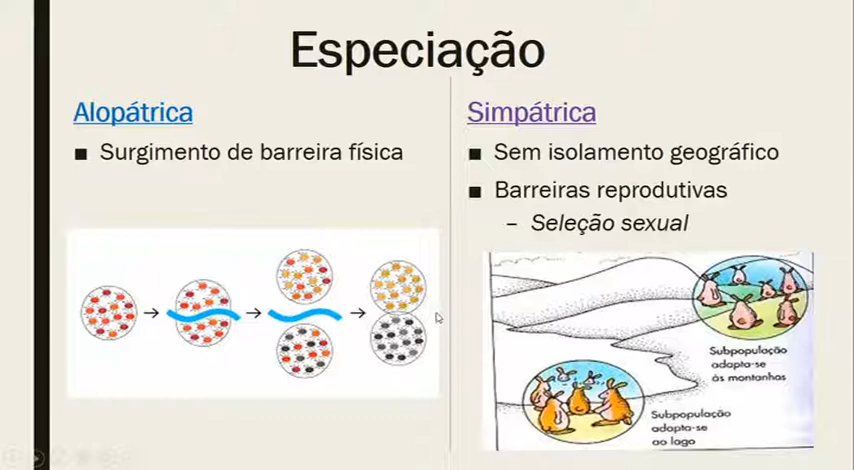 Especiação
Alopátrica
Surgimento de barreira física
Simpátrica
Sem isolamento geográfico
Barreiras reprodutivas
– Seleção sexual
Subpopulação
adapta-se
às montanhas
Subpopulação
adapta-se
ao lago